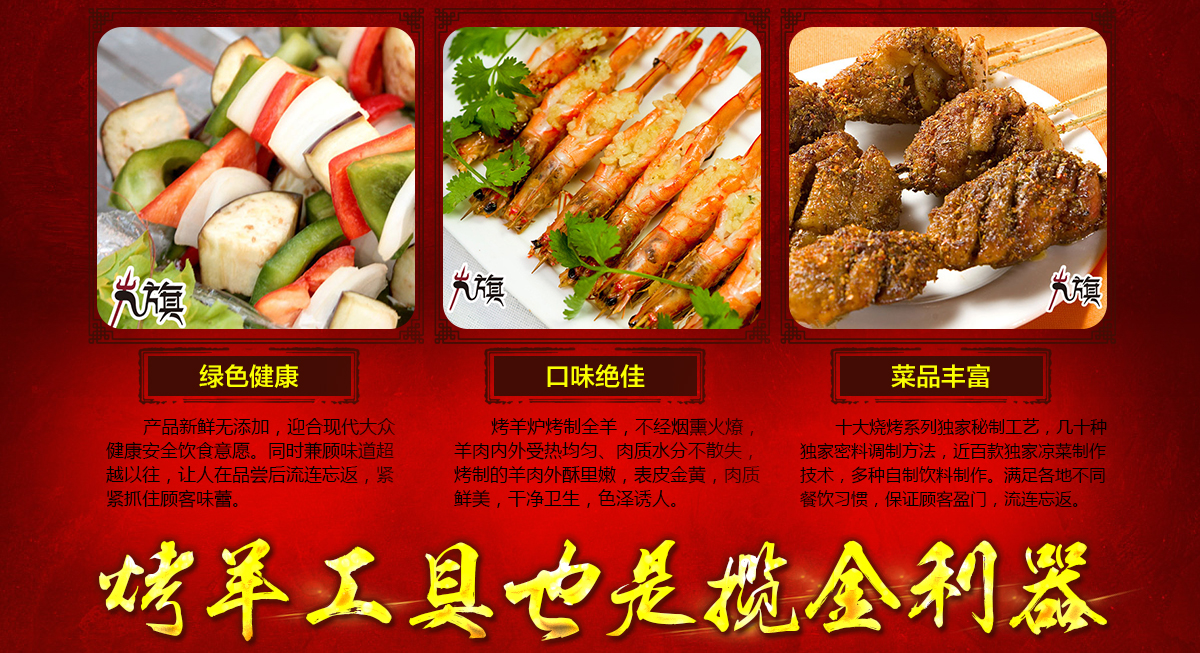 绿色健康
产品新鲜无添加，迎合现代大众
健康安全饮食意愿。同时兼顾味道超
越以往，让人在品尝后流连忘返，紧
紧抓住顾客味蕾。
口味绝佳
烤羊炉烤制全羊，不经烟熏火燎，
羊肉内外受热均匀、肉质水分不散失，
烤制的羊肉外酥里嫩，表皮金黄，肉质
鲜美，干净卫生，色泽诱人。
菜品丰富
十大烧烤系列独家秘制工艺，几十种
独家密料调制方法，近百款独家凉菜制作
技术，多种自制饮料制作。满足各地不同
餐饮习惯，保证顾客盈门，流连忘返。
烤羊工具也是揽金利器